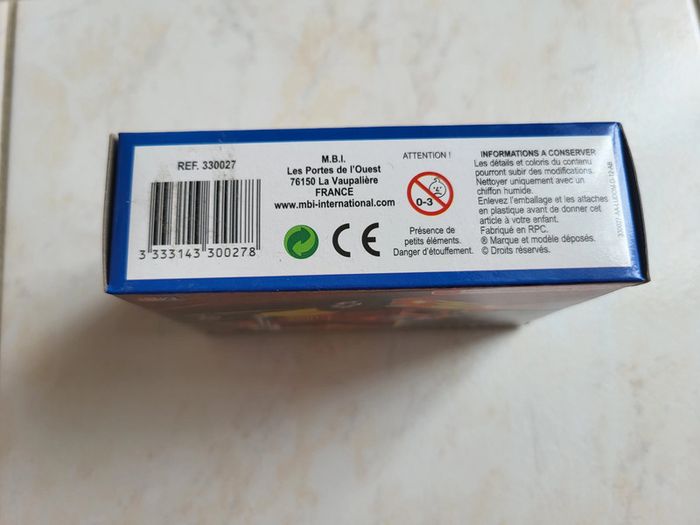 REF. 330027
3 333143 300278
M.B.I.
Les Portes de l'Ouest
76150 La Vaupalière
FRANCE
www.mbi-international.com
CE
ATTENTION !
0-3
Présence de
petits éléments.
Danger d'étouffement.
INFORMATIONS A CONSERVER
Les détails et coloris du contenu
pourront subir des modifications.
Nettoyer uniquement avec un
chiffon humide.
Enlevez l'emballage et les attaches
en plastique avant de donner cet
article à votre enfant.
Fabriqué en RPC.
® Marque et modèle déposés.
© Droits réservés.